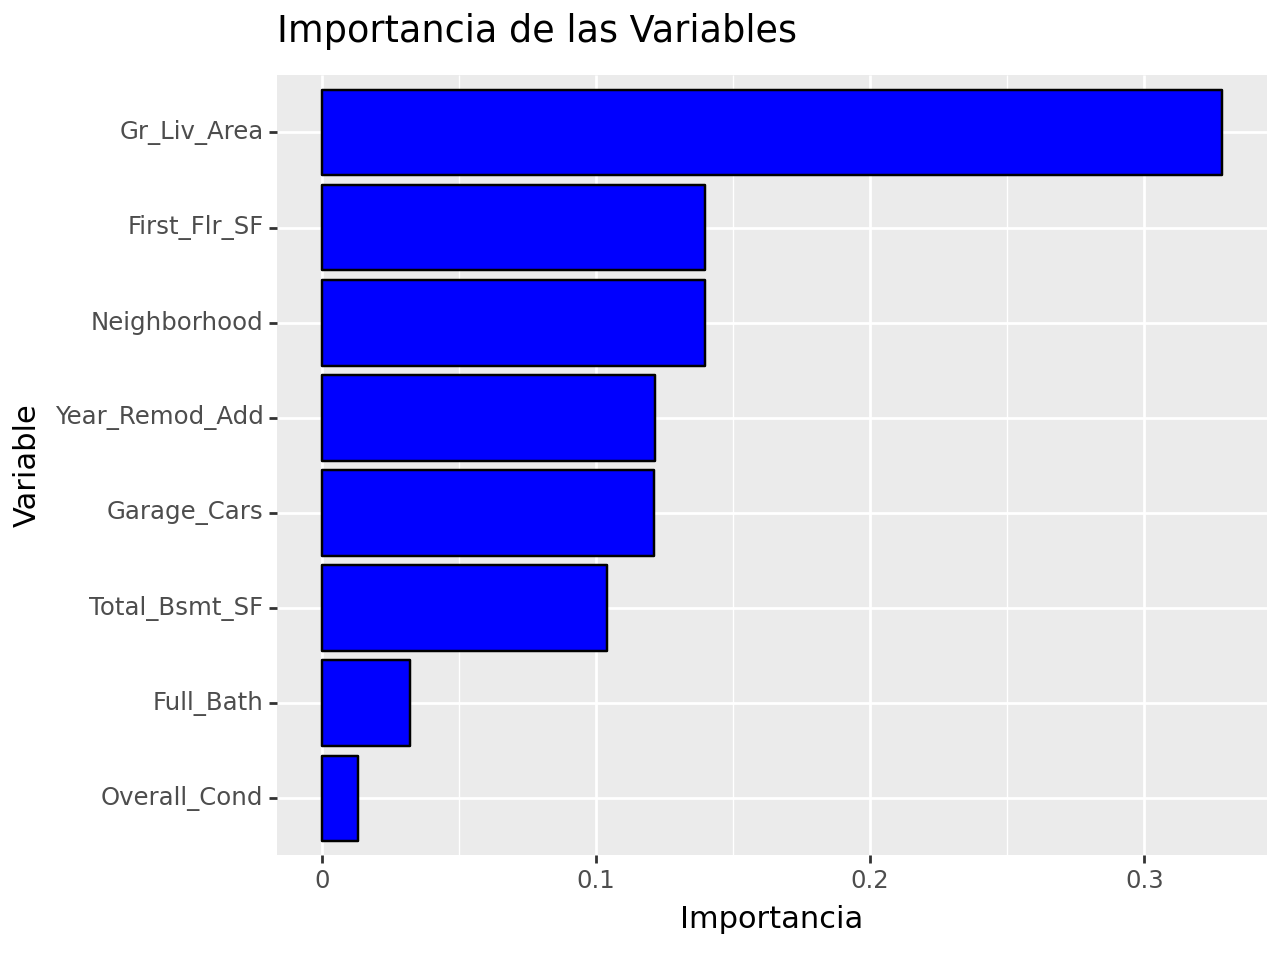 Importancia de las Variables
Variable
Gr_Liv_Area
First_Flr_SF
Neighborhood
Year_Remod_Add
Garage_Cars
Total_Bsmt_SF
Full_Bath
Overall_Cond
0 0.1 0.2 0.3
Importancia